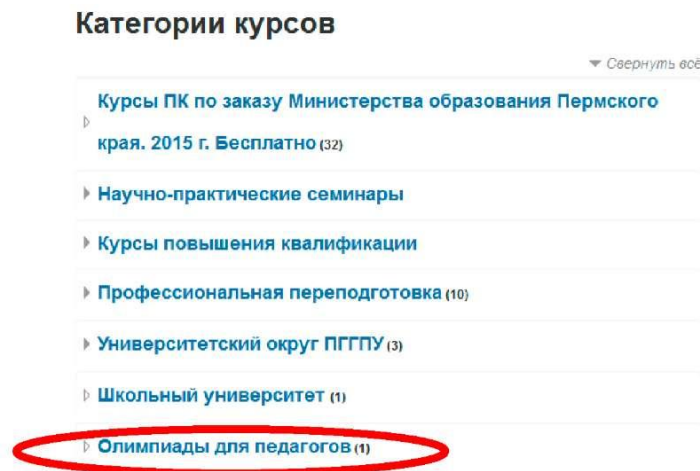 Категории курсов
Свернуть всё
Курсы ПК по заказу Министерства образования Пермского
края. 2015 г. Бесплатно (32)
Научно-практические семинары
Курсы повышения квалификации
Профессиональная переподготовка (10)
Университетский округ ПГГПУ (3)
Школьный университет (1)
Олимпиады для педагогов (1)